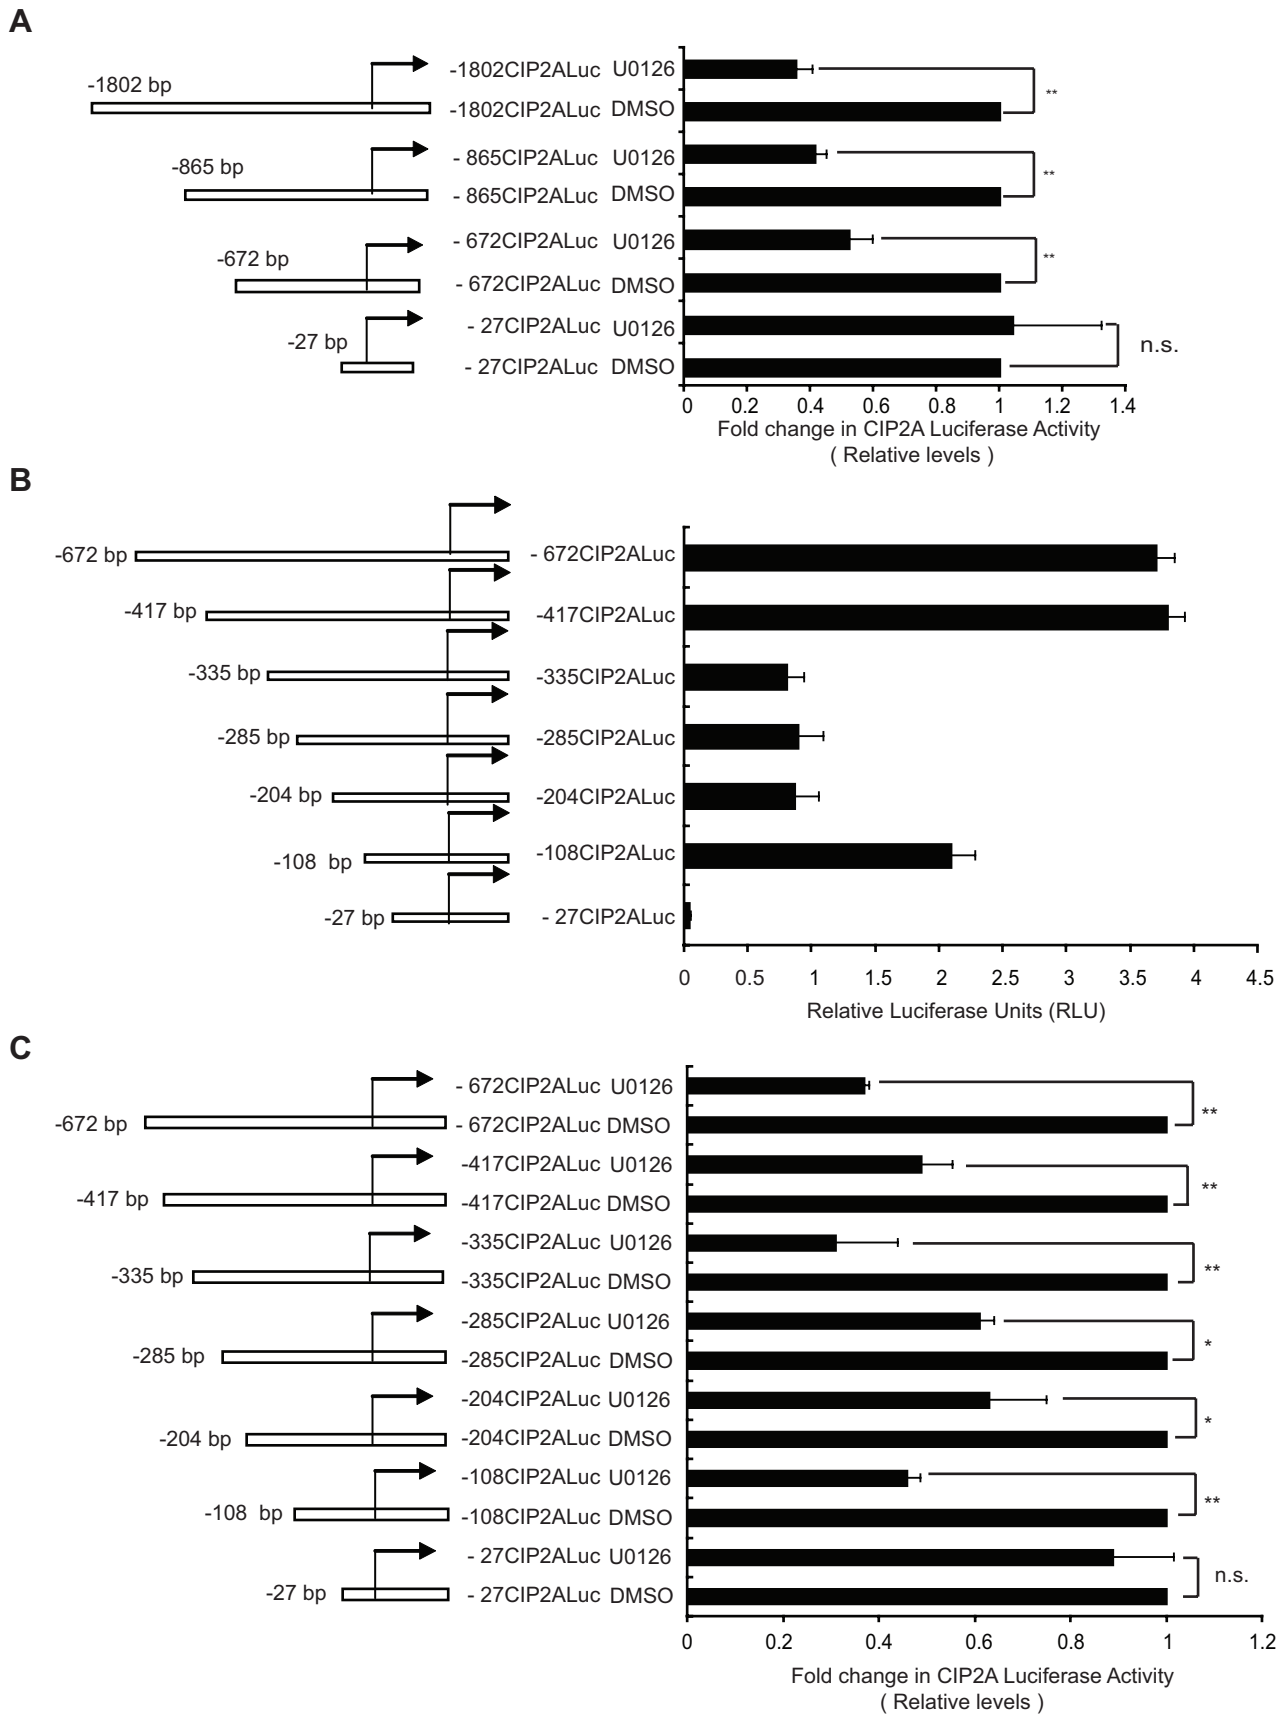 A
-1802 bp
-1802CIP2ALuc U0126
-1802CIP2ALuc DMSO
**
-865 bp
- 865CIP2ALuc U0126
- 865CIP2ALuc DMSO
**
-672 bp
- 672CIP2ALuc U0126
- 672CIP2ALuc DMSO
**
-27 bp
- 27CIP2ALuc U0126
- 27CIP2ALuc DMSO
n.s.
0 0.2 0.4 0.6 0.8 1 1.2 1.4
Fold change in CIP2A Luciferase Activity
( Relative levels )
B
-672 bp - 672CIP2ALuc
-417 bp -417CIP2ALuc
-335 bp -335CIP2ALuc
-285 bp -285CIP2ALuc
-204 bp -204CIP2ALuc
-108 bp -108CIP2ALuc
-27 bp - 27CIP2ALuc
0 0.5 1 1.5 2 2.5 3 3.5 4 4.5
Relative Luciferase Units (RLU)
C
- 672CIP2ALuc U0126
-672 bp - 672CIP2ALuc DMSO
**
-417CIP2ALuc U0126
-417 bp -417CIP2ALuc DMSO
**
-335CIP2ALuc U0126
-335 bp -335CIP2ALuc DMSO
**
-285CIP2ALuc U0126
-285 bp -285CIP2ALuc DMSO
*
-204CIP2ALuc U0126
-204 bp -204CIP2ALuc DMSO
*
-108CIP2ALuc U0126
-108 bp -108CIP2ALuc DMSO
**
- 27CIP2ALuc U0126
-27 bp - 27CIP2ALuc DMSO
n.s.
0 0.2 0.4 0.6 0.8 1 1.2
Fold change in CIP2A Luciferase Activity
( Relative levels )